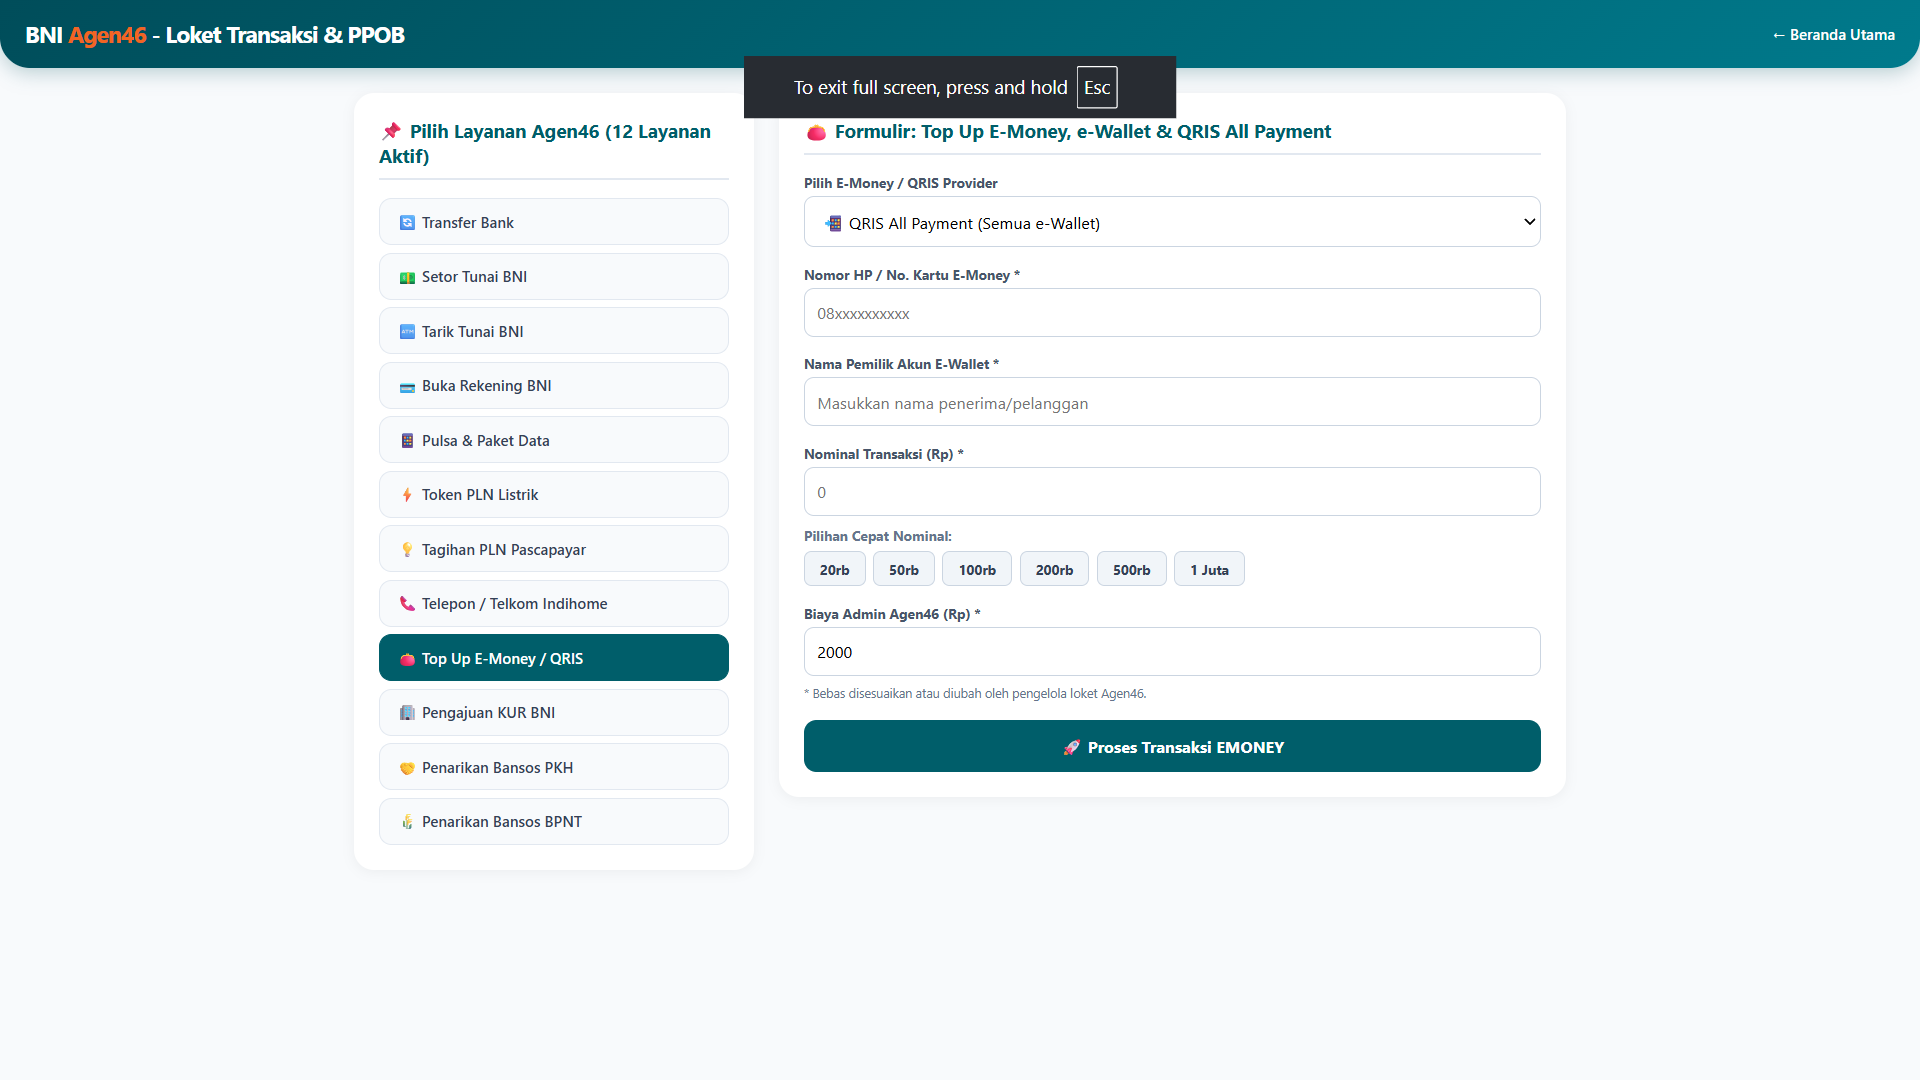 BNI Agen46 - Loket Transaksi & PPOB
← Beranda Utama
To exit full screen, press and hold Esc
Pilih Layanan Agen46 (12 Layanan
Aktif)
Transfer Bank
Setor Tunai BNI
Tarik Tunai BNI
Buka Rekening BNI
Pulsa & Paket Data
Token PLN Listrik
Tagihan PLN Pascapayar
Telepon / Telkom Indihome
Top Up E-Money / QRIS
Pengajuan KUR BNI
Penarikan Bansos PKH
Penarikan Bansos BPNT
Formulir: Top Up E-Money, e-Wallet & QRIS All Payment
Pilih E-Money / QRIS Provider
QRIS All Payment (Semua e-Wallet)
Nomor HP / No. Kartu E-Money *
08xxxxxxxxxx
Nama Pemilik Akun E-Wallet *
Masukkan nama penerima/pelanggan
Nominal Transaksi (Rp) *
0
Pilihan Cepat Nominal:
20rb 50rb 100rb 200rb 500rb 1 Juta
Biaya Admin Agen46 (Rp) *
2000
* Bebas disesuaikan atau diubah oleh pengelola loket Agen46.
Proses Transaksi EMONEY